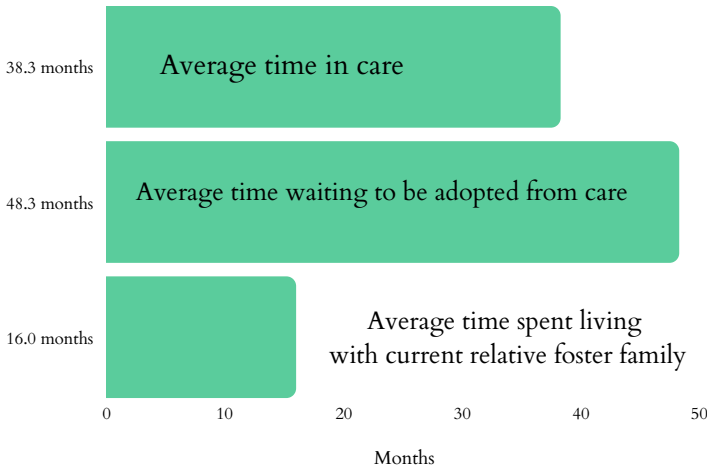 38.3 months
Average time in care
48.3 months
Average time waiting to be adopted from care
16.0 months
Average time spent living
with current relative foster family
0 10 20 30 40 50
Months